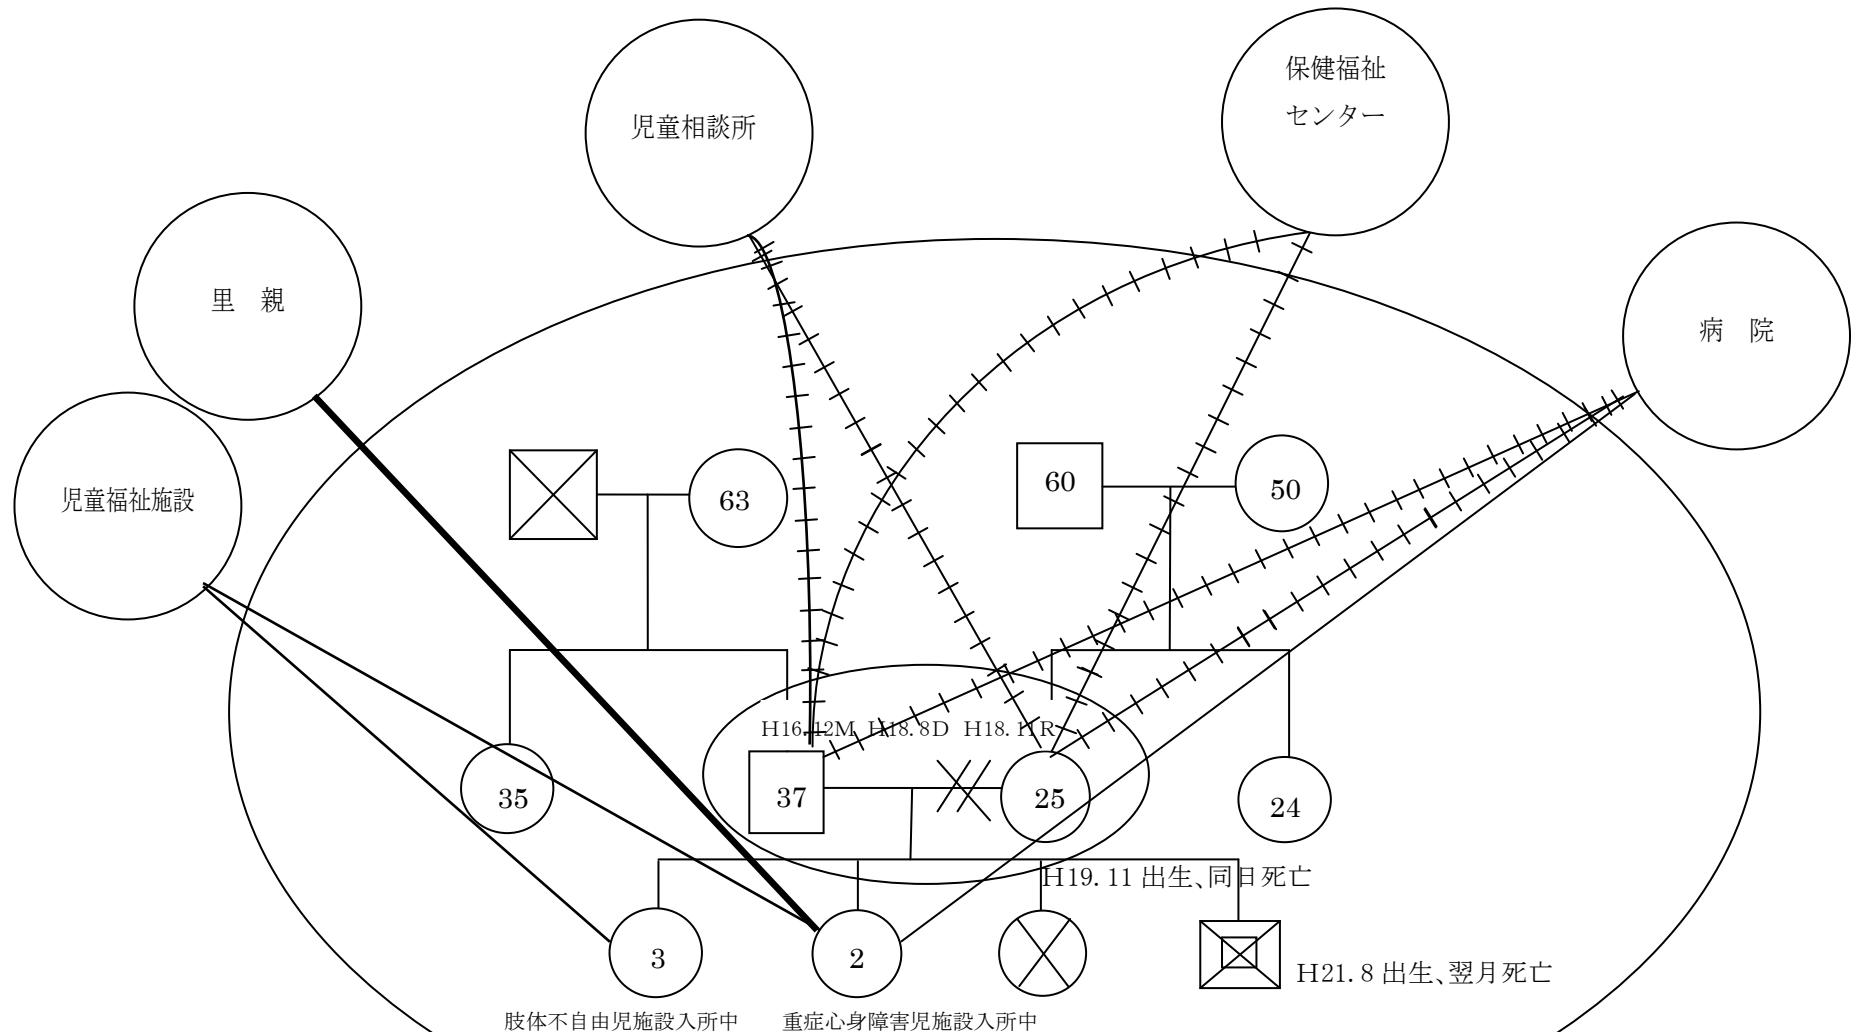 保健福祉
センター
児童相談所
里　親
病　院
児童福祉施設
60
63
50
H16.12M　H18.8D　H18.11R
35
37
25
24
H19.11 出生、同日死亡
3
2
H21.8 出生、翌月死亡
肢体不自由児施設入所中
重症心身障害児施設入所中